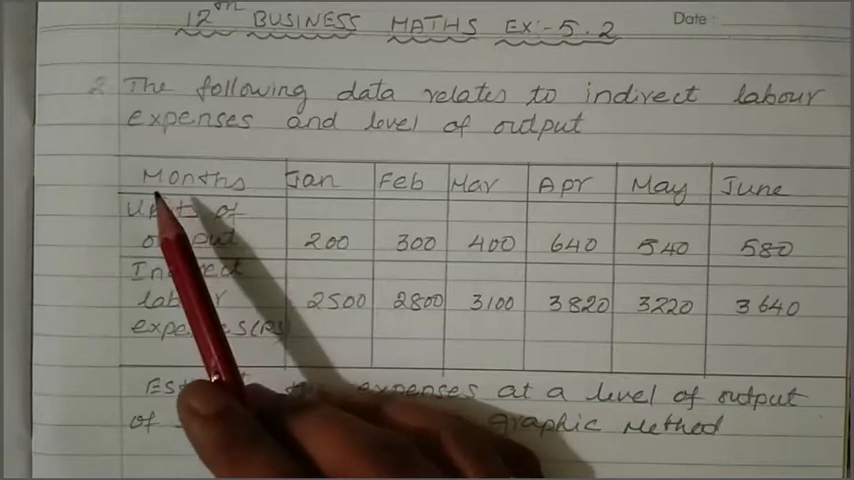 12th BUSINESS MATHS EX:-5.2 Date :
2 The following data relates to indirect labour
expenses and level of output
Months Jan Feb Mar Apr May June
of
200 300 400 640 540 580
2500 2800 3100 3820 3220 3640
expenses at a level of output
of graphic Method